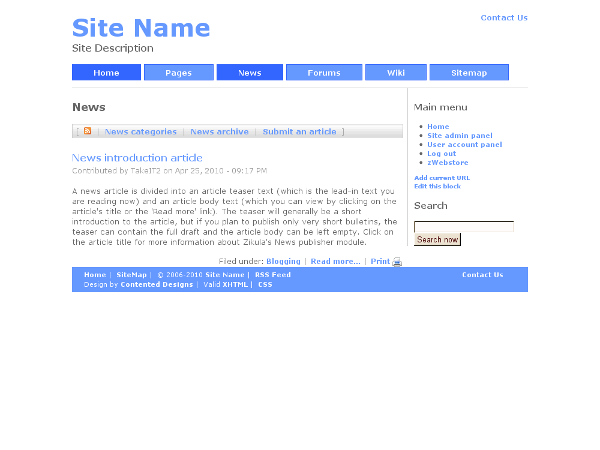 Site Name
Contact Us
Site Description
Home
Pages
News
Forums
Wiki
Sitemap
News
[ | News categories | News archive | Submit an article ]
News introduction article
Contributed by TakeIT2 on Apr 25, 2010 - 09:17 PM
A news article is divided into an article teaser text (which is the lead-in text you
are reading now) and an article body text (which you can view by clicking on the
article's title or the 'Read more' link). The teaser will generally be a short
introduction to the article, but if you plan to publish only very short bulletins, the
teaser can contain the full draft and the article body can be left empty. Click on
the article title for more information about Zikula's News publisher module.
Filed under: Blogging | Read more... | Print
Main menu
Home
Site admin panel
User account panel
Log out
zWebstore
Add current URL
Edit this block
Search
Search now
Home | SiteMap | © 2006-2010 Site Name | RSS Feed
Contact Us
Design by Contented Designs | Valid XHTML | CSS